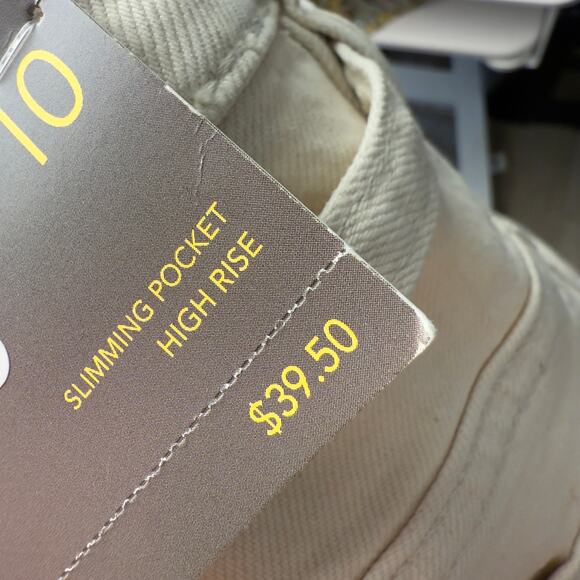 10
SLIMMING POCKET
HIGH RISE
$39.50